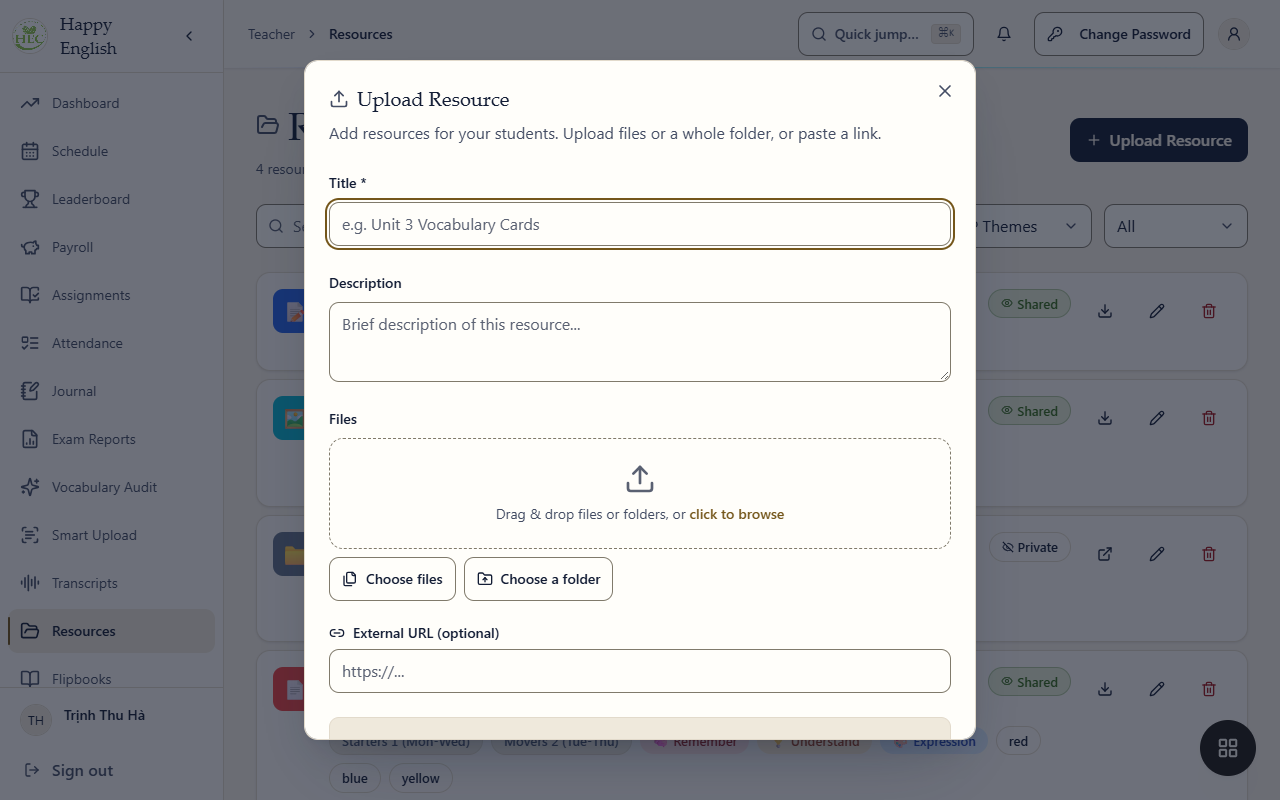 Happy
English
HEC
Teacher
Resources
Quick jump...
⌘K
Change Password
Dashboard
Schedule
Leaderboard
Payroll
Assignments
Attendance
Journal
Exam Reports
Vocabulary Audit
Smart Upload
Transcripts
Resources
Flipbooks
TH
Trịnh Thu Hà
Sign out
4 resour
Upload Resource
Themes
All
Shared
Shared
Private
Shared
Starters 1 (Mon-Wed)
Movers 2 (Tue-Thu)
Remember
Understand
Expression
red
blue
yellow
Upload Resource
Add resources for your students. Upload files or a whole folder, or paste a link.
Title *
e.g. Unit 3 Vocabulary Cards
Description
Brief description of this resource...
Files
Drag & drop files or folders, or click to browse
Choose files
Choose a folder
External URL (optional)
https://...